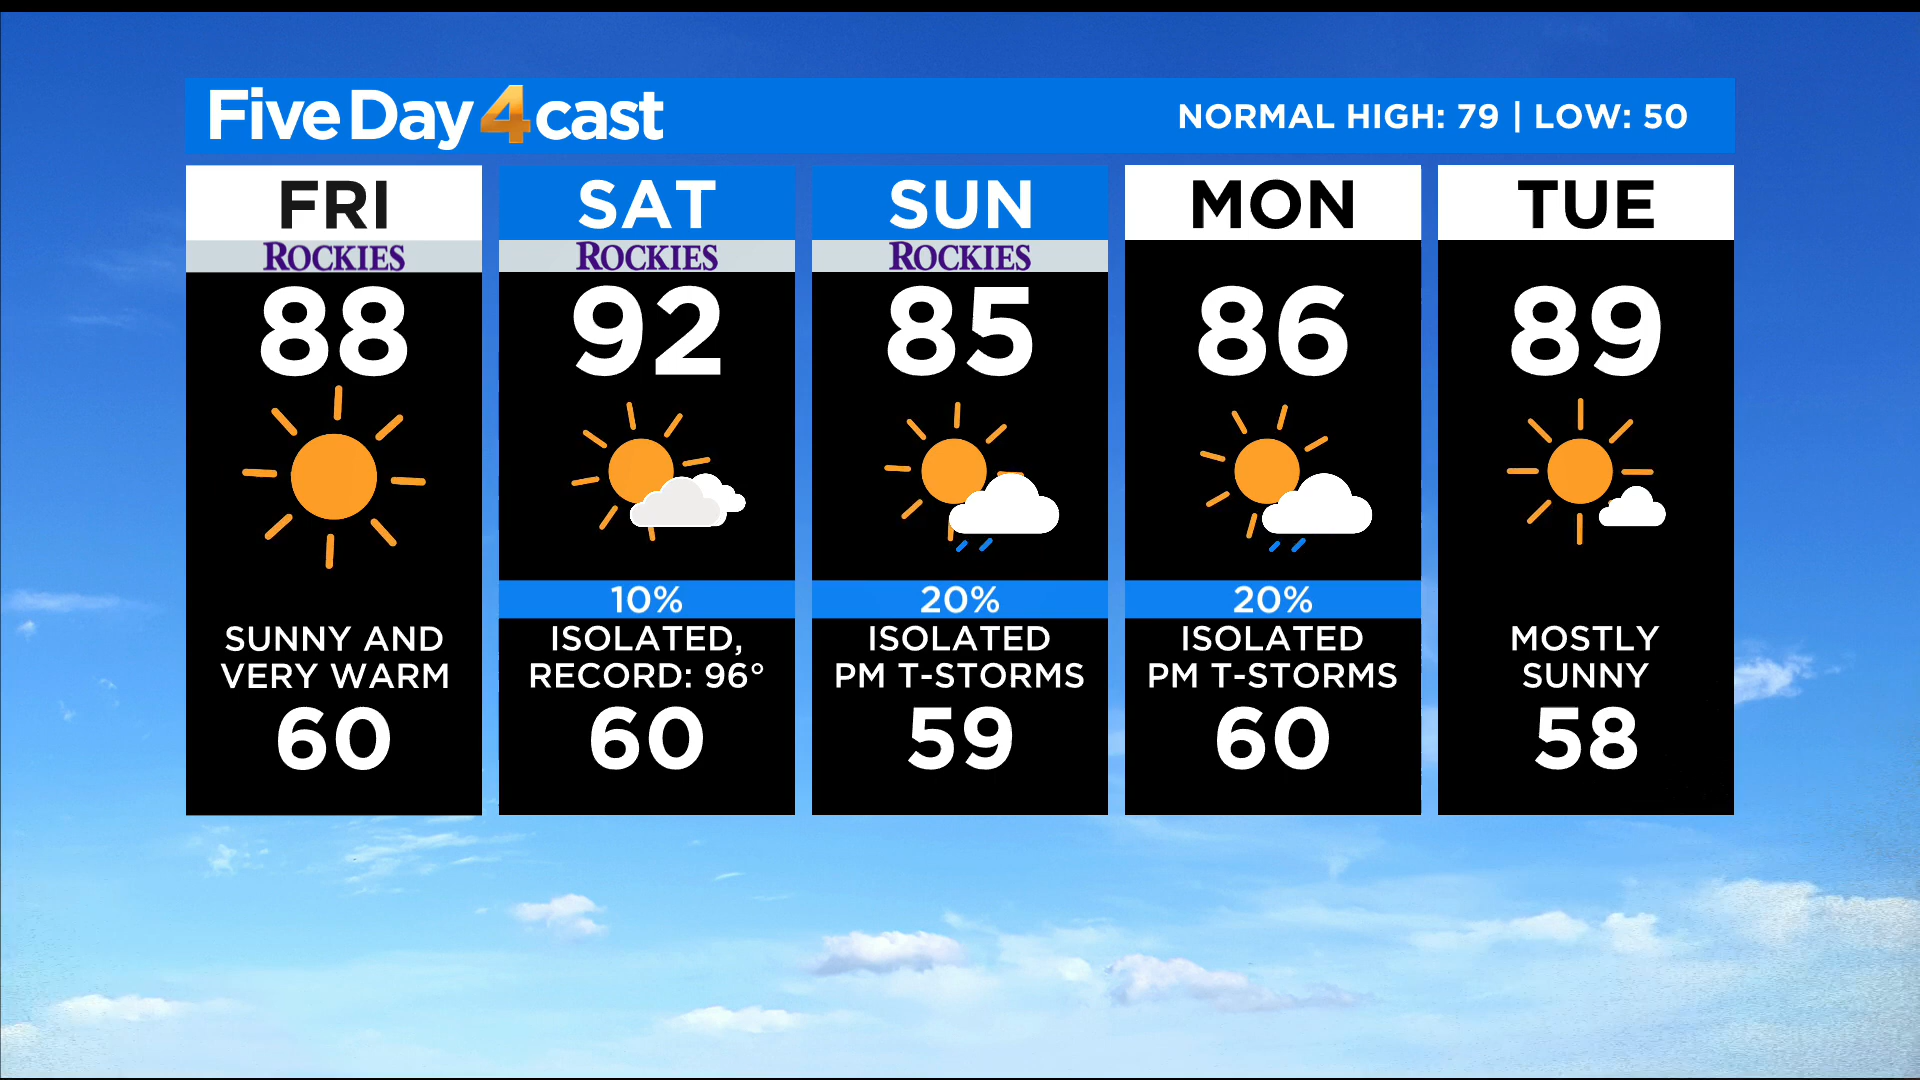 Five Day 4cast
NORMAL HIGH: 79 | LOW: 50
FRI
ROCKIES
88
SUNNY AND
VERY WARM
60
SAT
ROCKIES
92
10%
ISOLATED,
RECORD: 96°
60
SUN
ROCKIES
85
20%
ISOLATED
PM T-STORMS
59
MON
86
20%
ISOLATED
PM T-STORMS
60
TUE
89
MOSTLY
SUNNY
58